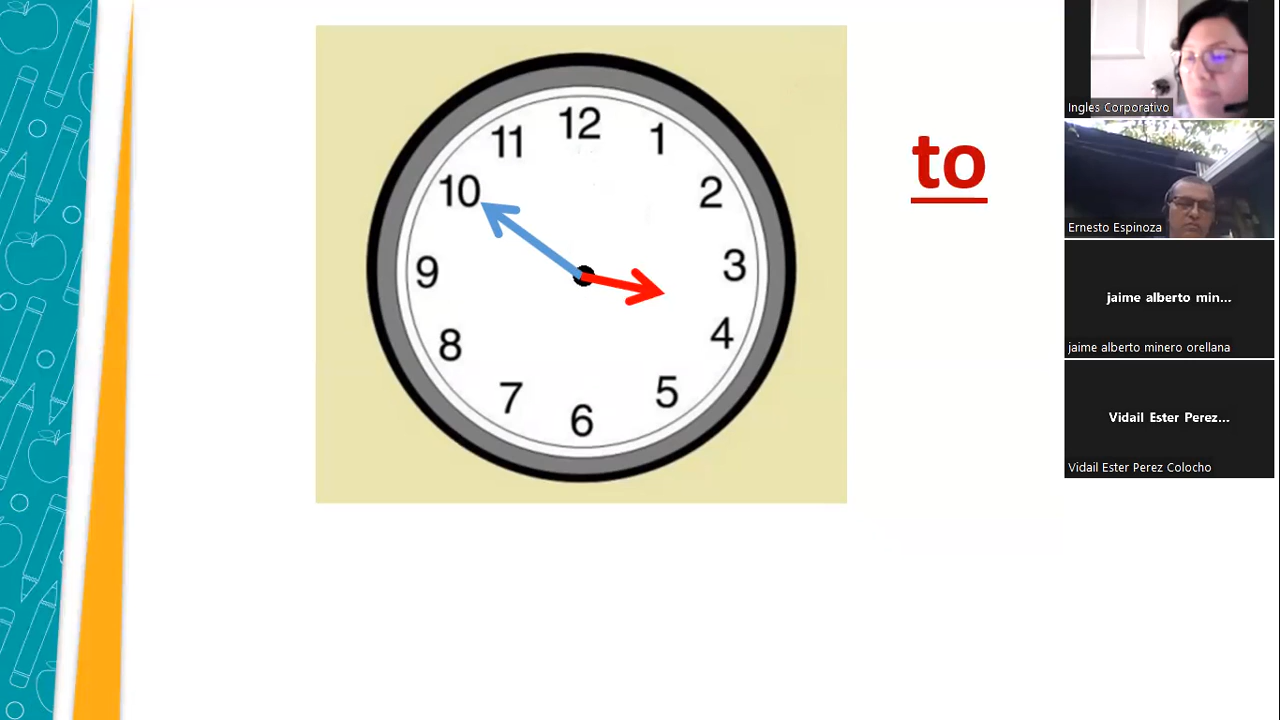 12
11
1
10
2
9
3
8
4
7
5
6
to
Ingles Corporativo
Ernesto Espinoza
jaime alberto min...
jaime alberto minero orellana
Vidail Ester Perez...
Vidail Ester Perez Colocho